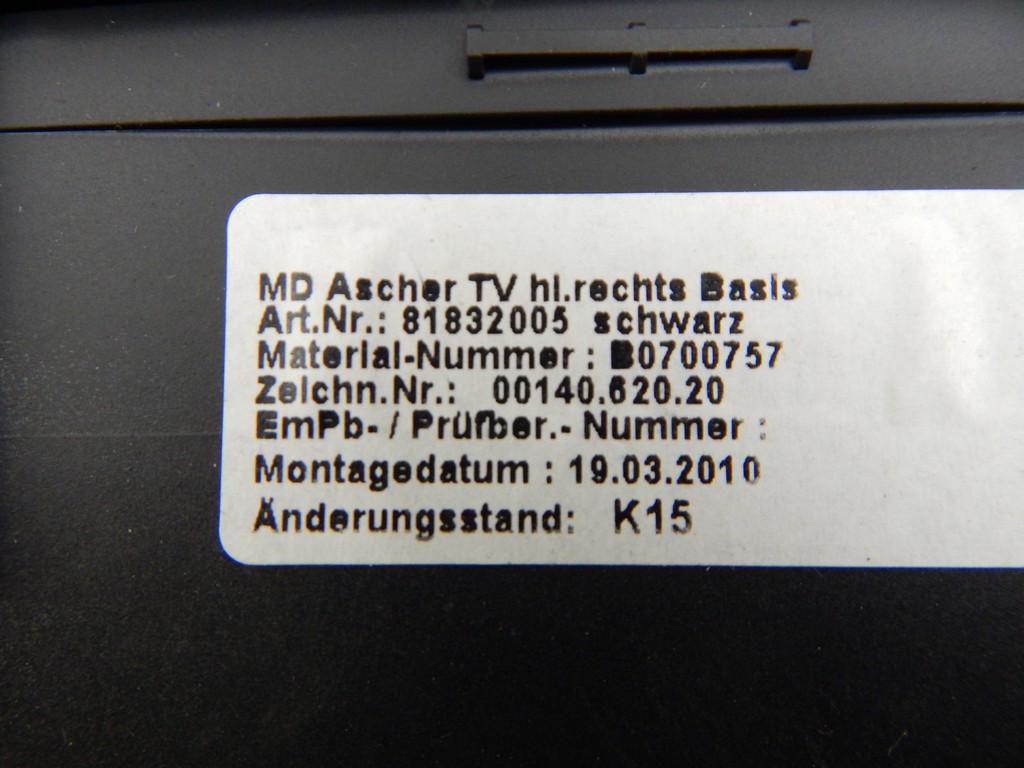 MD Ascher TV hl.rechts Basis
Art.Nr.: 81832005 schwarz
Material-Nummer : B0700757
Zeichn.Nr.: 00140.620.20
EmPb- / Prüfber.- Nummer :
Montagedatum : 19.03.2010
Änderungsstand: K15